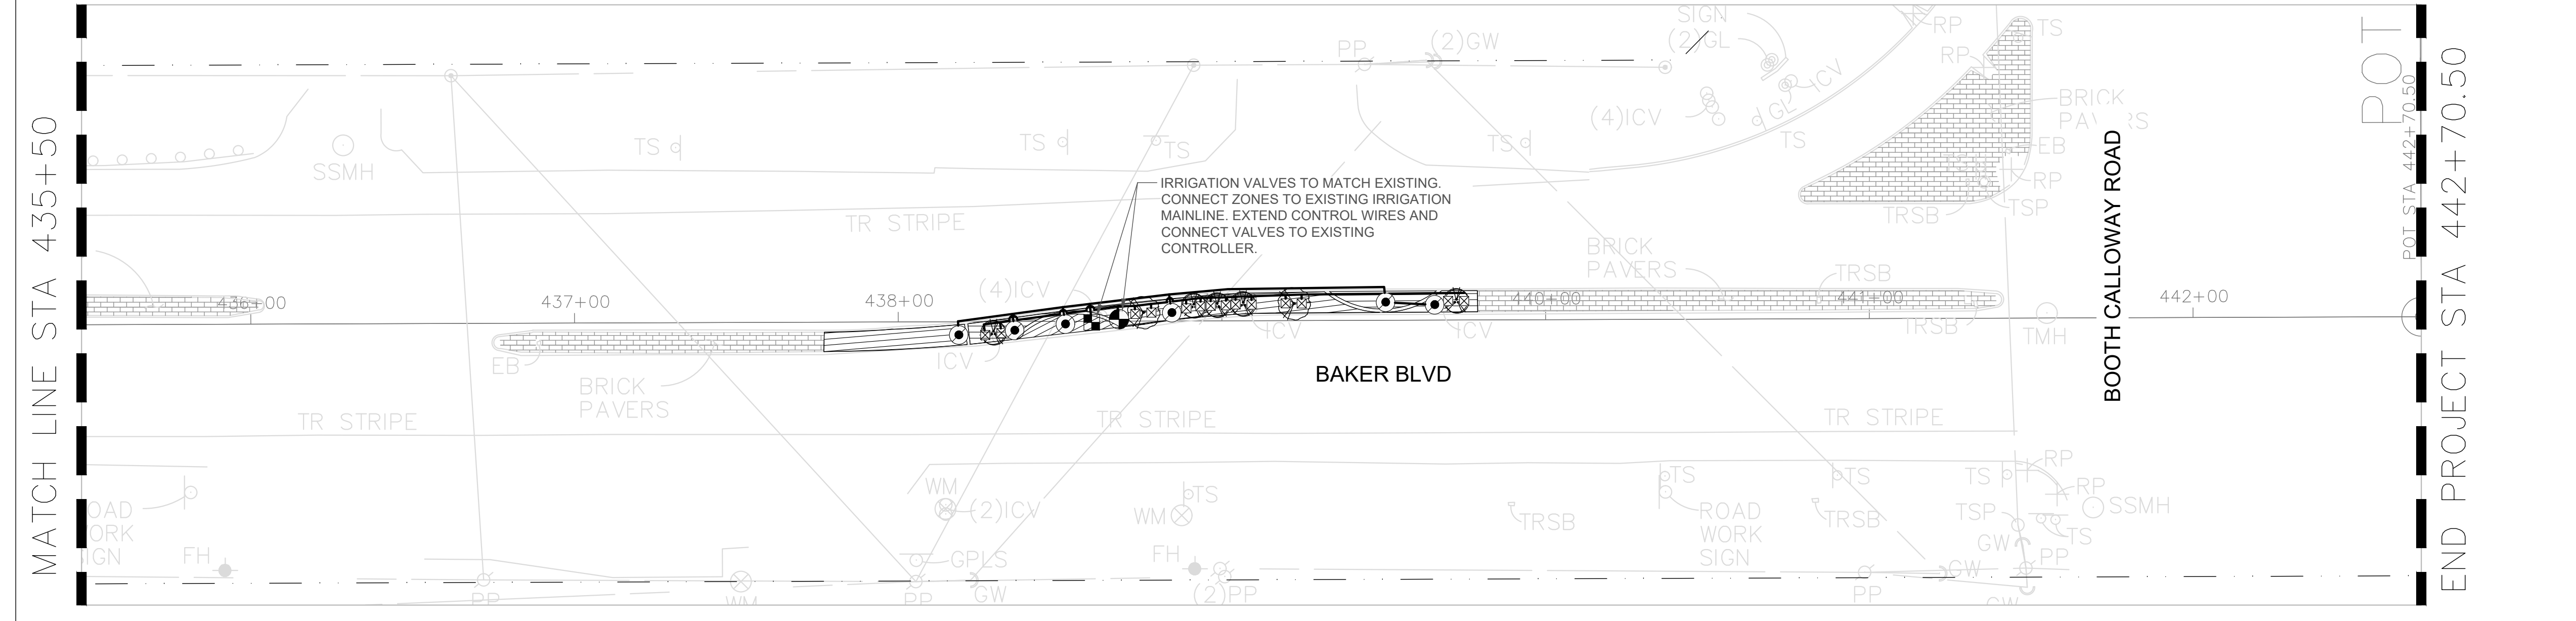 MATCH LINE STA 435+50
SIGN
(2)GL
RP
TS
PP
(2)GW
RP
POT
ICV
BRICK
GL
(4)ICV
TS
TS
TS
TS
TS
EB
SSMH
RP
TSP
TRSB
IRRIGATION VALVES TO MATCH EXISTING.
CONNECT ZONES TO EXISTING IRRIGATION
MAINLINE. EXTEND CONTROL WIRES AND
CONNECT VALVES TO EXISTING
CONTROLLER.
TR STRIPE
BRICK
PAVERS
TRSB
(4)ICV
436+00
437+00
438+00
440+00
441+00
442+00
ICV
ICV
ICV
TRSB
TMH
EB
BRICK
PAVERS
BAKER BLVD
BOOTH CALLOWAY ROAD
POT STA 442+70.50
END PROJECT STA 442+70.50
TR STRIPE
TR STRIPE
TR STRIPE
WM
(2)ICV
TS
WM
TS
TS
TS
RP
RP
SSMH
TRSB
ROAD
WORK
SIGN
TRSB
TSP
TS
GW
PP
FH
GPLS
FH
GW
PP
WM
PP
GW
(2)PP
PP
GW